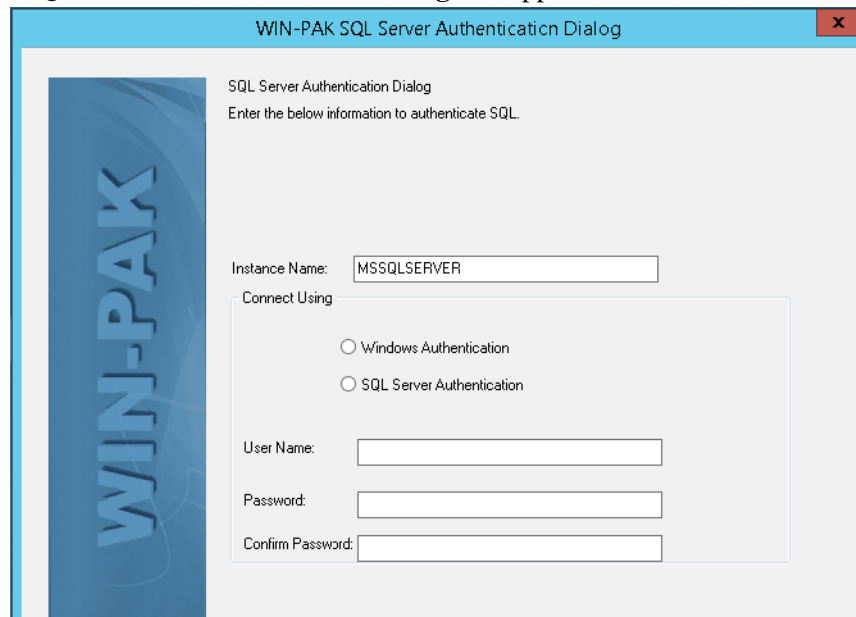 WIN-PAK SQL Server Authentication Dialog
x
WIN-PAK
SQL Server Authentication Dialog
Enter the below information to authenticate SQL.
Instance Name: MSSQLSERVER
Connect Using
Windows Authentication
SQL Server Authentication
User Name:
Password:
Confirm Password: